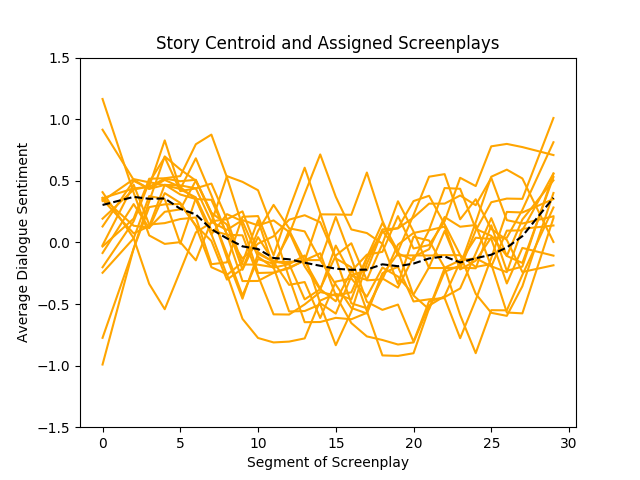 Story Centroid and Assigned Screenplays
1.5
1.0
0.5
0.0
−0.5
−1.0
−1.5
Average Dialogue Sentiment
0 5 10 15 20 25 30
Segment of Screenplay